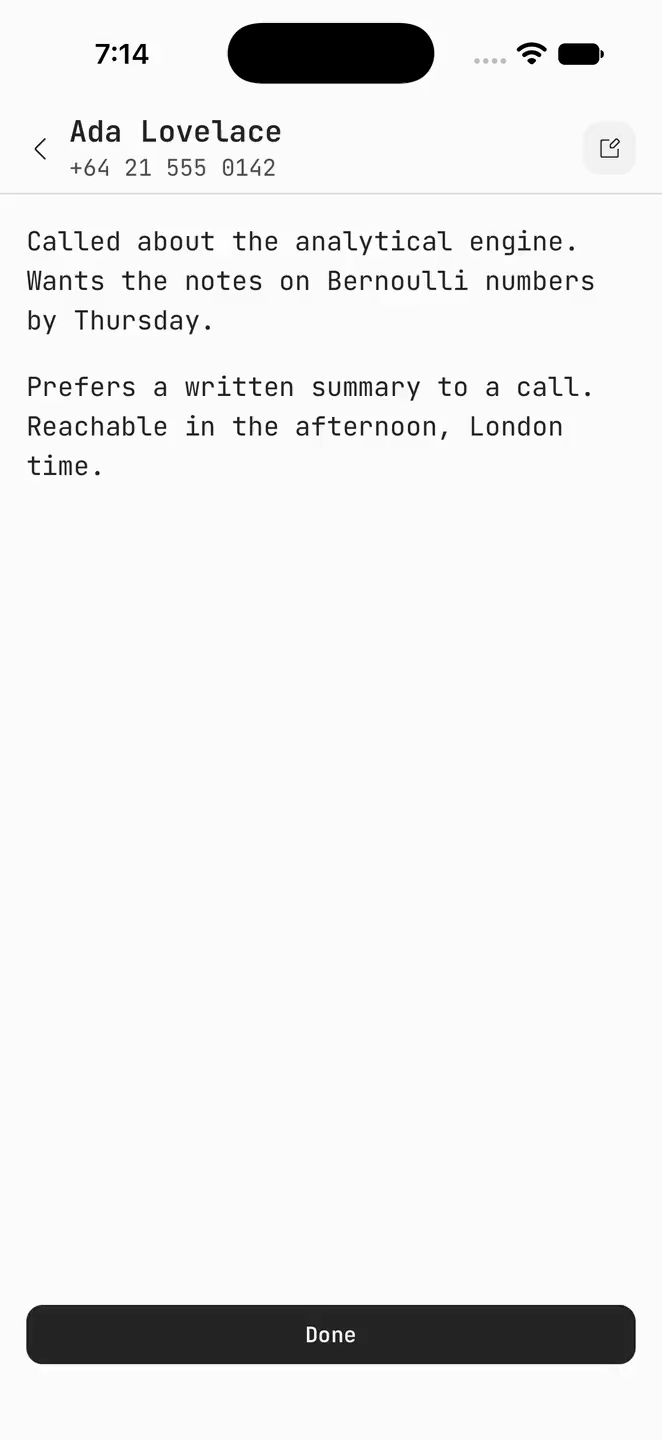 7:14
Ada Lovelace
+64 21 555 0142
Called about the analytical engine.
Wants the notes on Bernoulli numbers
by Thursday.
Prefers a written summary to a call.
Reachable in the afternoon, London
time.
Done